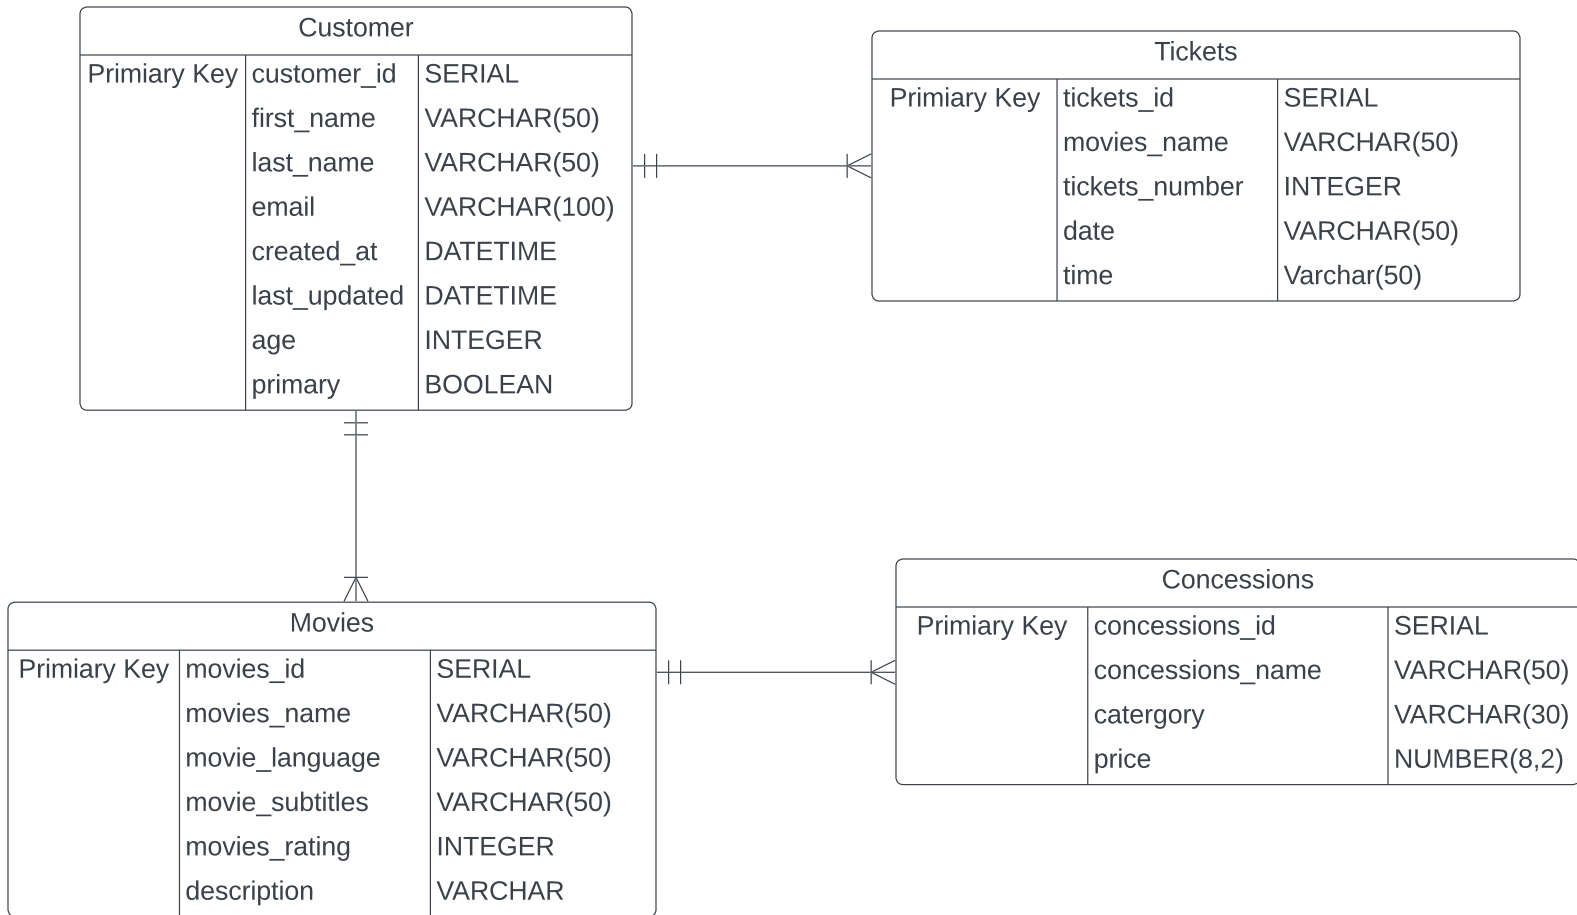 Customer
Primiary Key customer_id SERIAL
first_name VARCHAR(50)
last_name VARCHAR(50)
email VARCHAR(100)
created_at DATETIME
last_updated DATETIME
age INTEGER
primary BOOLEAN
Tickets
Primiary Key tickets_id SERIAL
movies_name VARCHAR(50)
tickets_number INTEGER
date VARCHAR(50)
time Varchar(50)
Movies
Primiary Key movies_id SERIAL
movies_name VARCHAR(50)
movie_language VARCHAR(50)
movie_subtitles VARCHAR(50)
movies_rating INTEGER
description VARCHAR
Concessions
Primiary Key concessions_id SERIAL
concessions_name VARCHAR(50)
catergory VARCHAR(30)
price NUMBER(8,2)